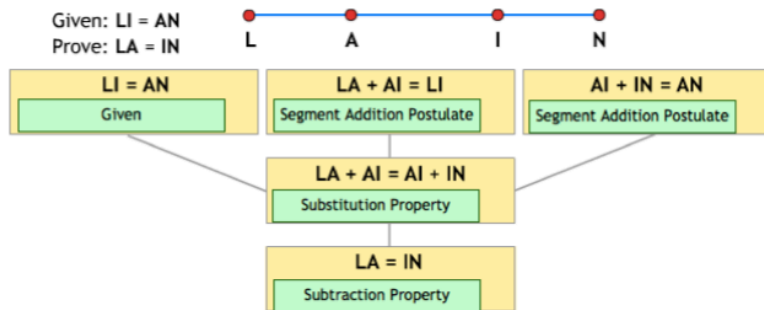 Given: LI = AN
Prove: LA = IN
L A I N
LI = AN
Given
LA + AI = LI
Segment Addition Postulate
AI + IN = AN
Segment Addition Postulate
LA + AI = AI + IN
Substitution Property
LA = IN
Subtraction Property